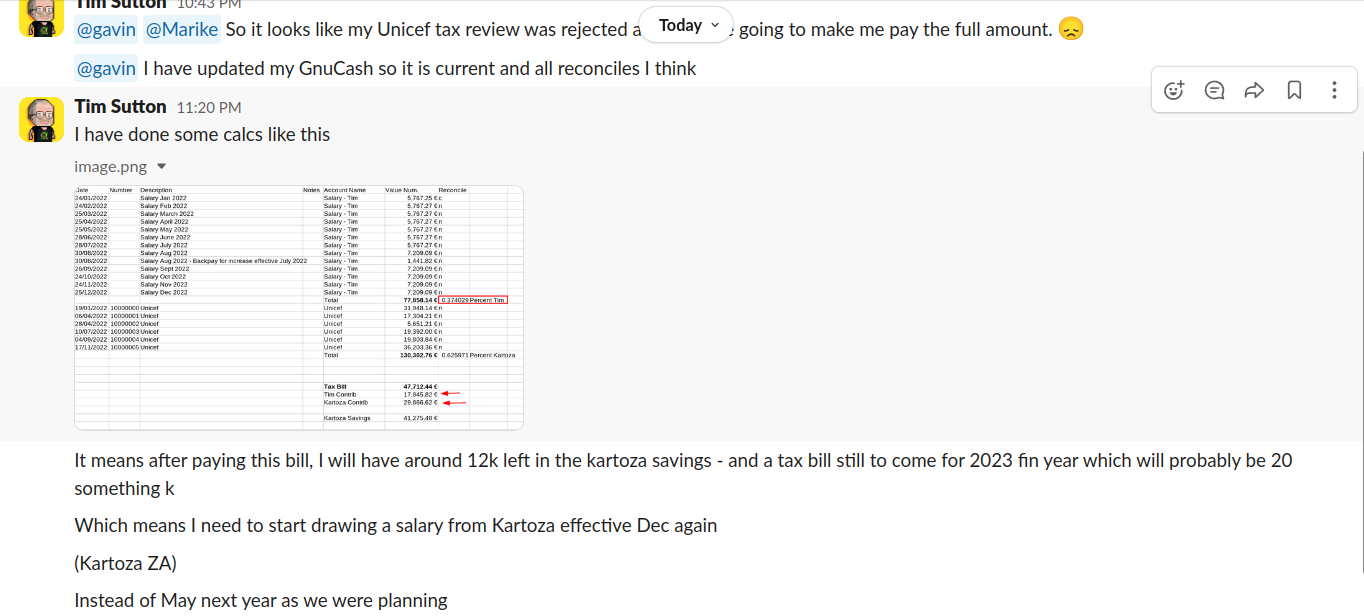 Tim Sutton 10:43 PM
@gavin @Marike So it looks like my Unicef tax review was rejected a going to make me pay the full amount.
Today
@gavin I have updated my GnuCash so it is current and all reconciles I think
Tim Sutton 11:20 PM
I have done some calcs like this
image.png
Date Number Description Notes Account Name Value Num. Reconcile
24/01/2022 Salary Jan 2022 Salary - Tim 5,767.25 € c
24/02/2022 Salary Feb 2022 Salary - Tim 5,767.27 € n
25/03/2022 Salary March 2022 Salary - Tim 5,767.27 € n
25/04/2022 Salary April 2022 Salary - Tim 5,767.27 € n
25/05/2022 Salary May 2022 Salary - Tim 5,767.27 € n
28/06/2022 Salary June 2022 Salary - Tim 5,767.27 € n
28/07/2022 Salary July 2022 Salary - Tim 5,767.27 € n
30/08/2022 Salary Aug 2022 Salary - Tim 7,209.09 € n
30/08/2022 Salary Aug 2022 - Backpay for increase effective July 2022 Salary - Tim 1,441.82 € n
26/09/2022 Salary Sept 2022 Salary - Tim 7,209.09 € n
24/10/2022 Salary Oct 2022 Salary - Tim 7,209.09 € n
24/11/2022 Salary Nov 2022 Salary - Tim 7,209.09 € n
25/12/2022 Salary Dec 2022 Salary - Tim 7,209.09 € n
Total 77,858.14 € 0.374029 Percent Tim
19/01/2022 10000000 Unicef Unicef 31,948.14 € n
06/04/2022 10000001 Unicef Unicef 17,304.21 € n
28/04/2022 10000002 Unicef Unicef 5,651.21 € n
10/07/2022 10000003 Unicef Unicef 19,392.00 € n
04/09/2022 10000004 Unicef Unicef 19,803.84 € n
17/11/2022 10000005 Unicef Unicef 36,203.36 € n
Total 130,302.76 € 0.625971 Percent Kartoza
Tax Bill 47,712.44 €
Tim Contrib 17,845.82 €
Kartoza Contrib 29,866.62 €
Kartoza Savings 41,275.48 €
It means after paying this bill, I will have around 12k left in the kartoza savings - and a tax bill still to come for 2023 fin year which will probably be 20
something k
Which means I need to start drawing a salary from Kartoza effective Dec again
(Kartoza ZA)
Instead of May next year as we were planning